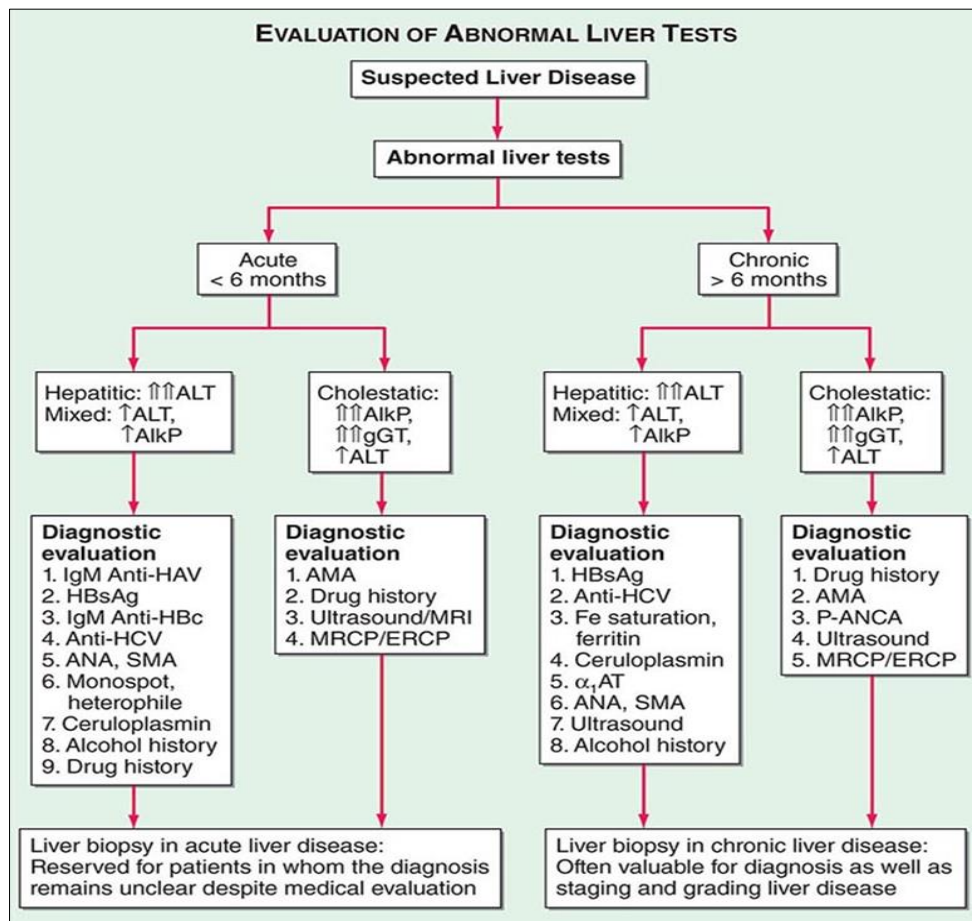 EVALUATION OF ABNORMAL LIVER TESTS
Suspected Liver Disease
Abnormal liver tests
Acute
< 6 months
Chronic
> 6 months
Hepatitic: ⇑⇑ALT
Mixed: ↑ALT,
↑AlkP
Cholestatic:
⇑⇑AlkP,
⇑⇑gGT,
↑ALT
Hepatitic: ⇑⇑ALT
Mixed: ↑ALT,
↑AlkP
Cholestatic:
⇑⇑AlkP,
⇑⇑gGT,
↑ALT
Diagnostic
evaluation
1. IgM Anti-HAV
2. HBsAg
3. IgM Anti-HBc
4. Anti-HCV
5. ANA, SMA
6. Monospot,
heterophile
7. Ceruloplasmin
8. Alcohol history
9. Drug history
Diagnostic
evaluation
1. AMA
2. Drug history
3. Ultrasound/MRI
4. MRCP/ERCP
Diagnostic
evaluation
1. HBsAg
2. Anti-HCV
3. Fe saturation,
ferritin
4. Ceruloplasmin
5. α₁AT
6. ANA, SMA
7. Ultrasound
8. Alcohol history
Diagnostic
evaluation
1. Drug history
2. AMA
3. P-ANCA
4. Ultrasound
5. MRCP/ERCP
Liver biopsy in acute liver disease:
Reserved for patients in whom the diagnosis
remains unclear despite medical evaluation
Liver biopsy in chronic liver disease:
Often valuable for diagnosis as well as
staging and grading liver disease